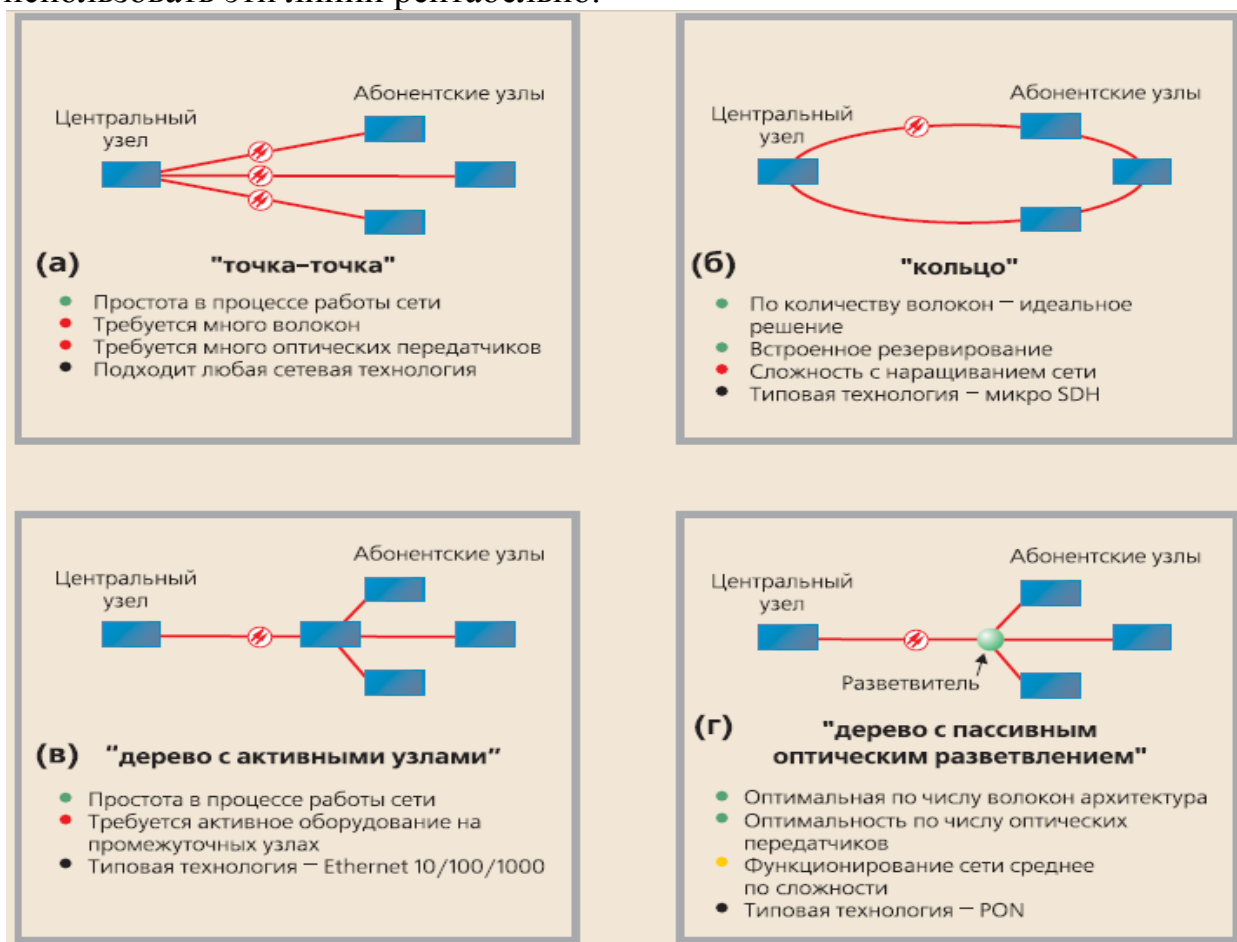 использовать эти линии рентабельно.
Абонентские узлы
Центральный
узел
(а) "точка–точка"
• Простота в процессе работы сети
• Требуется много волокон
• Требуется много оптических передатчиков
• Подходит любая сетевая технология
Абонентские узлы
Центральный
узел
(б) "кольцо"
• По количеству волокон – идеальное
решение
• Встроенное резервирование
• Сложность с наращиванием сети
• Типовая технология – микро SDH
Абонентские узлы
Центральный
узел
(в) "дерево с активными узлами"
• Простота в процессе работы сети
• Требуется активное оборудование на
промежуточных узлах
• Типовая технология – Ethernet 10/100/1000
Абонентские узлы
Центральный
узел
Разветвитель
(г) "дерево с пассивным
оптическим разветвлением"
• Оптимальная по числу волокон архитектура
• Оптимальность по числу оптических
передатчиков
• Функционирование сети среднее
по сложности
• Типовая технология – PON